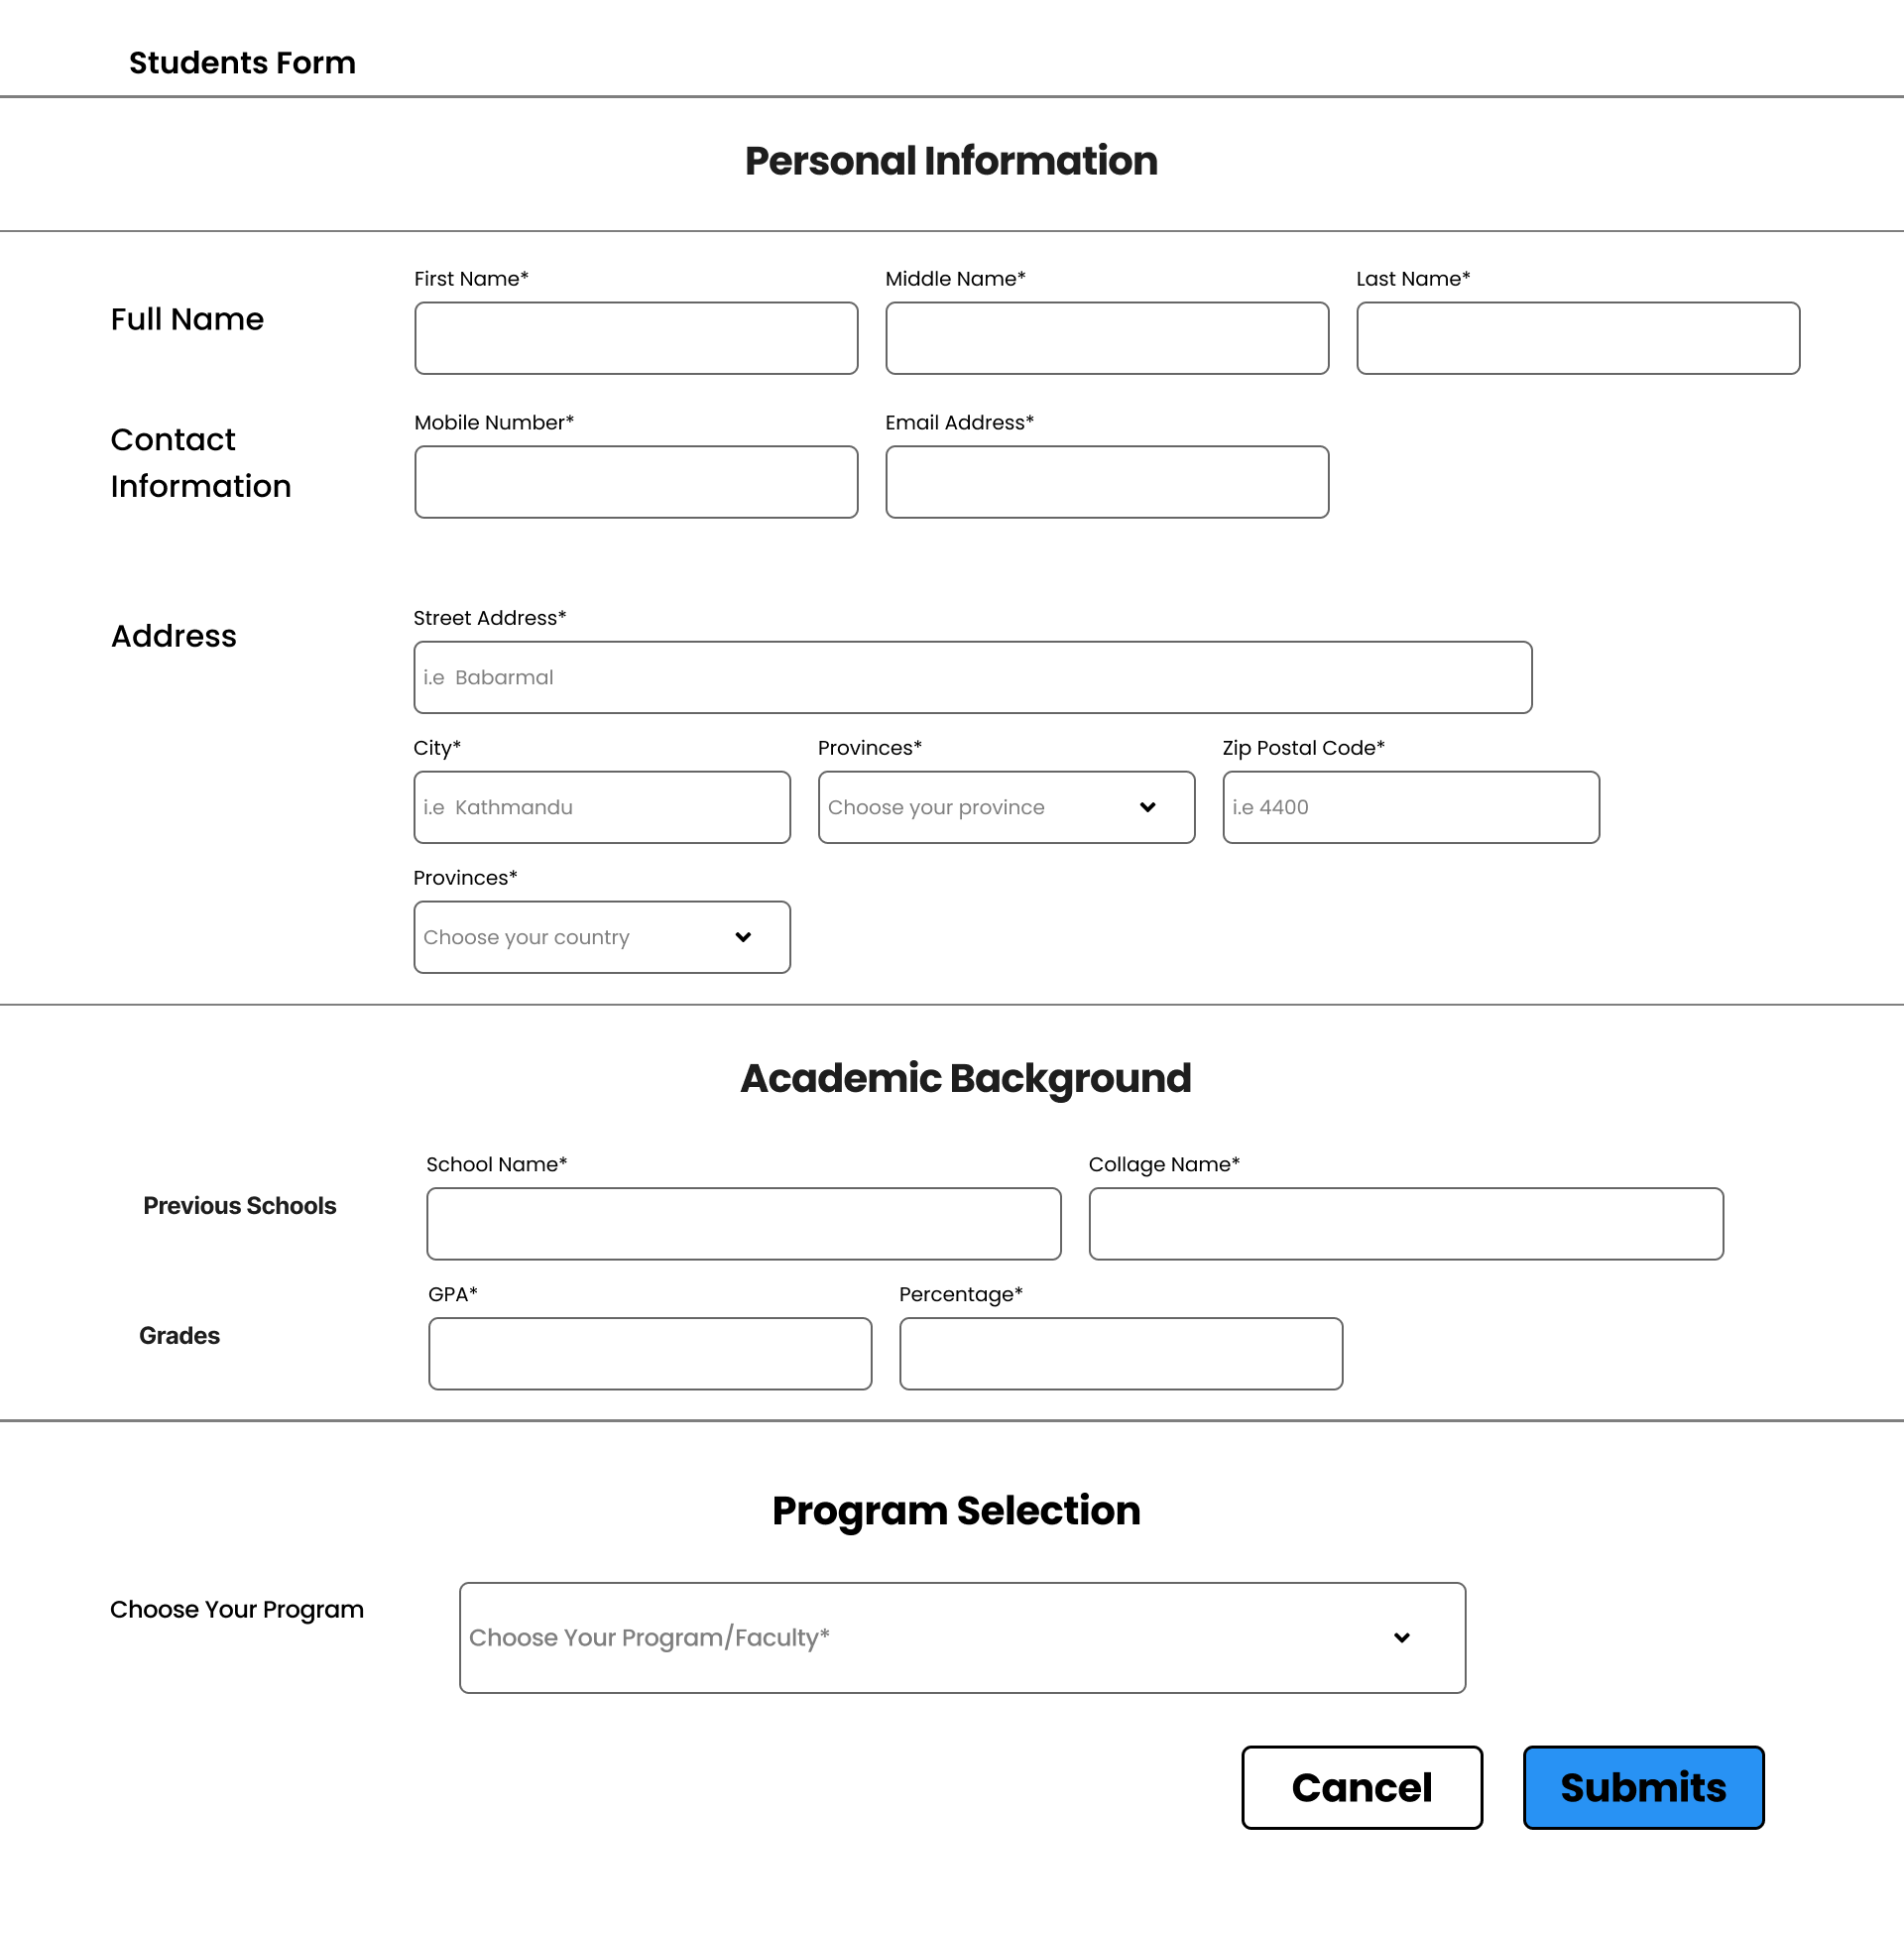 Students Form
Personal Information
Full Name
First Name*
Middle Name*
Last Name*
Contact
Information
Mobile Number*
Email Address*
Address
Street Address*
i.e  Babarmal
City*
Provinces*
Zip Postal Code*
i.e  Kathmandu
Choose your province
i.e 4400
Provinces*
Choose your country
Academic Background
Previous Schools
School Name*
Collage Name*
Grades
GPA*
Percentage*
Program Selection
Choose Your Program
Choose Your Program/Faculty*
Cancel
Submits